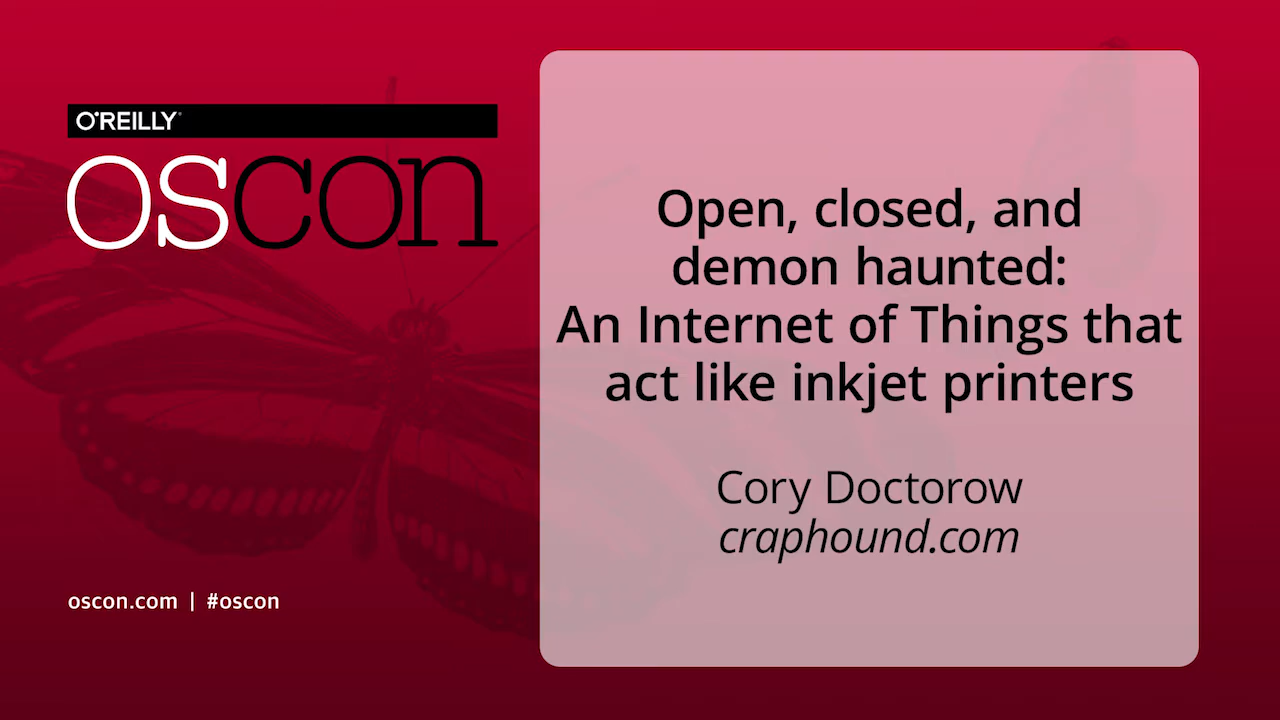 O'REILLY®
oscon
Open, closed, and
demon haunted:
An Internet of Things that
act like inkjet printers
Cory Doctorow
craphound.com
oscon.com | #oscon